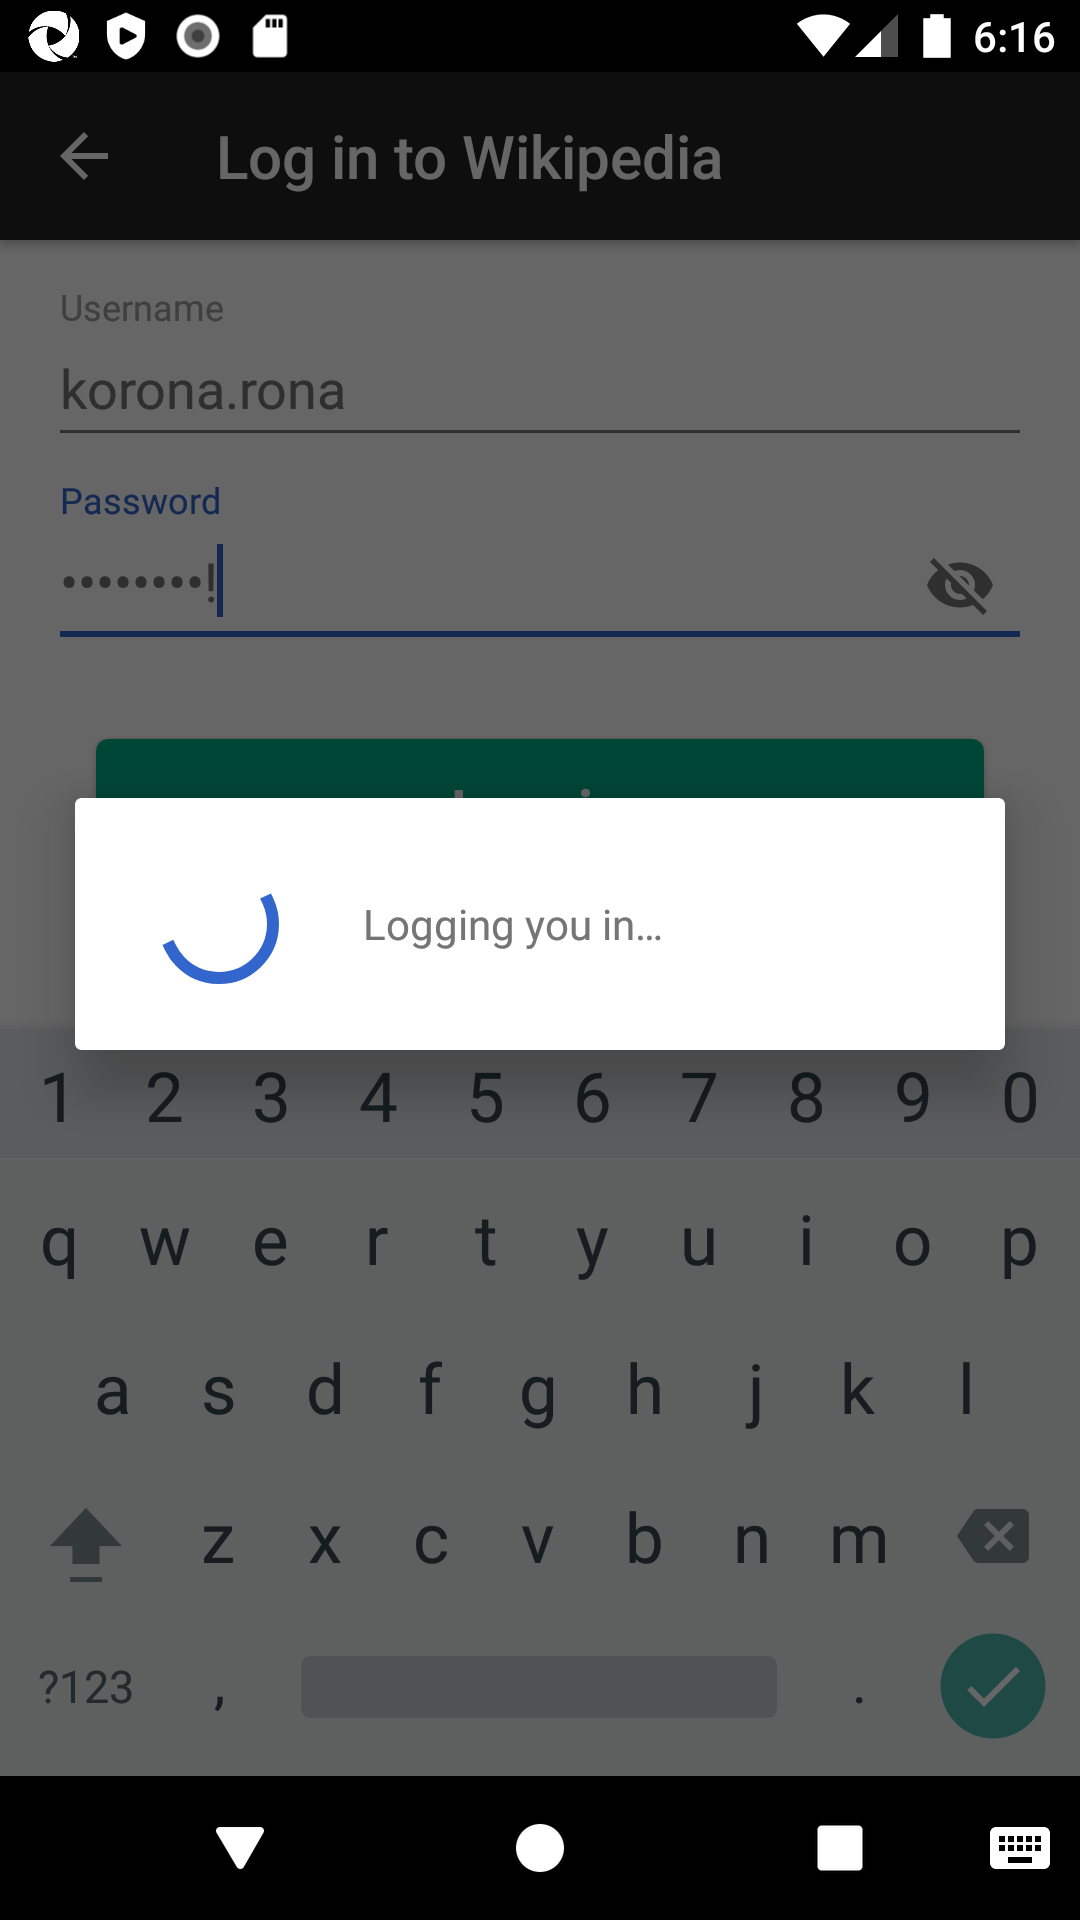 6:16
Log in to Wikipedia
Username
korona.rona
Password
••••••••!
Logging you in…
1 2 3 4 5 6 7 8 9 0
q w e r t y u i o p
a s d f g h j k l
z x c v b n m
?123 , .